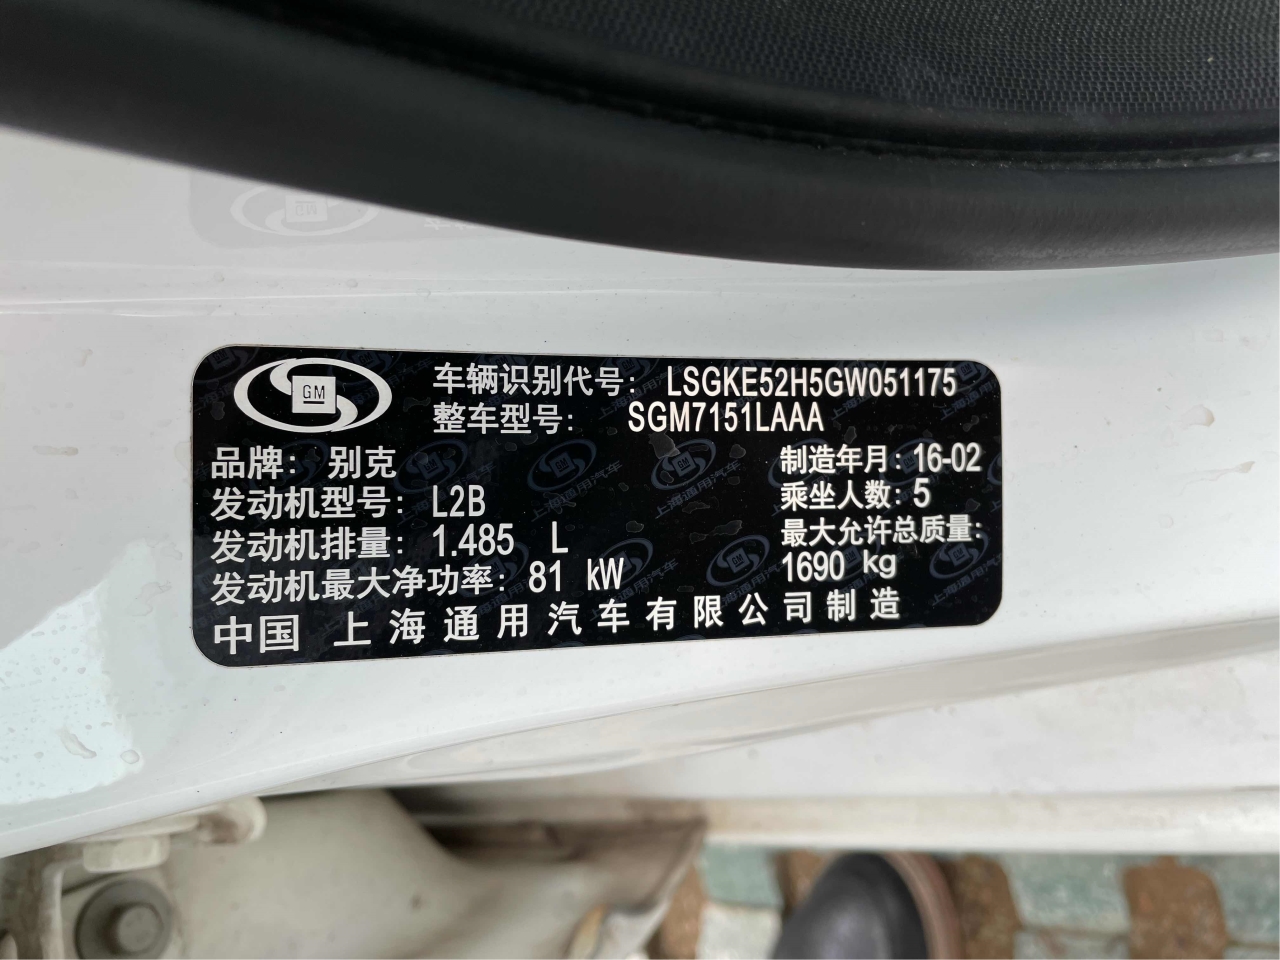 GM
车辆识别代号: LSGKE52H5GW051175
整车型号: SGM7151LAAA
品牌: 别克
制造年月: 16-02
发动机型号: L2B
乘坐人数: 5
发动机排量: 1.485 L
最大允许总质量:
1690 kg
发动机最大净功率: 81 kW
中国 上海通用汽车有限公司制造